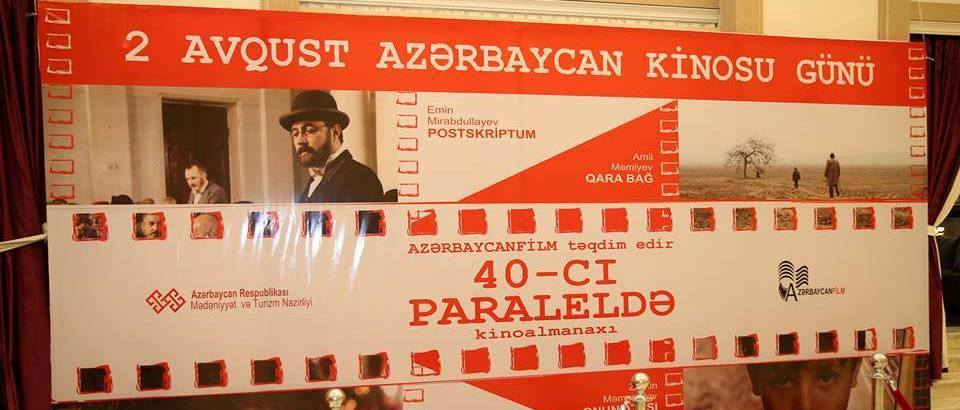 2 AVQUST AZƏRBAYCAN KİNOSU GÜNÜ
Emin
Mirabdullayev
POSTSKRİPTUM
Amil
Məmiyev
QARA BAĞ
AZƏRBAYCANFİLM təqdim edir
40-CI
PARALELDƏ
kinoalmanaxı
Azərbaycan Respublikası
Mədəniyyət və Turizm Nazirliyi
AZƏRBAYCANFİLM